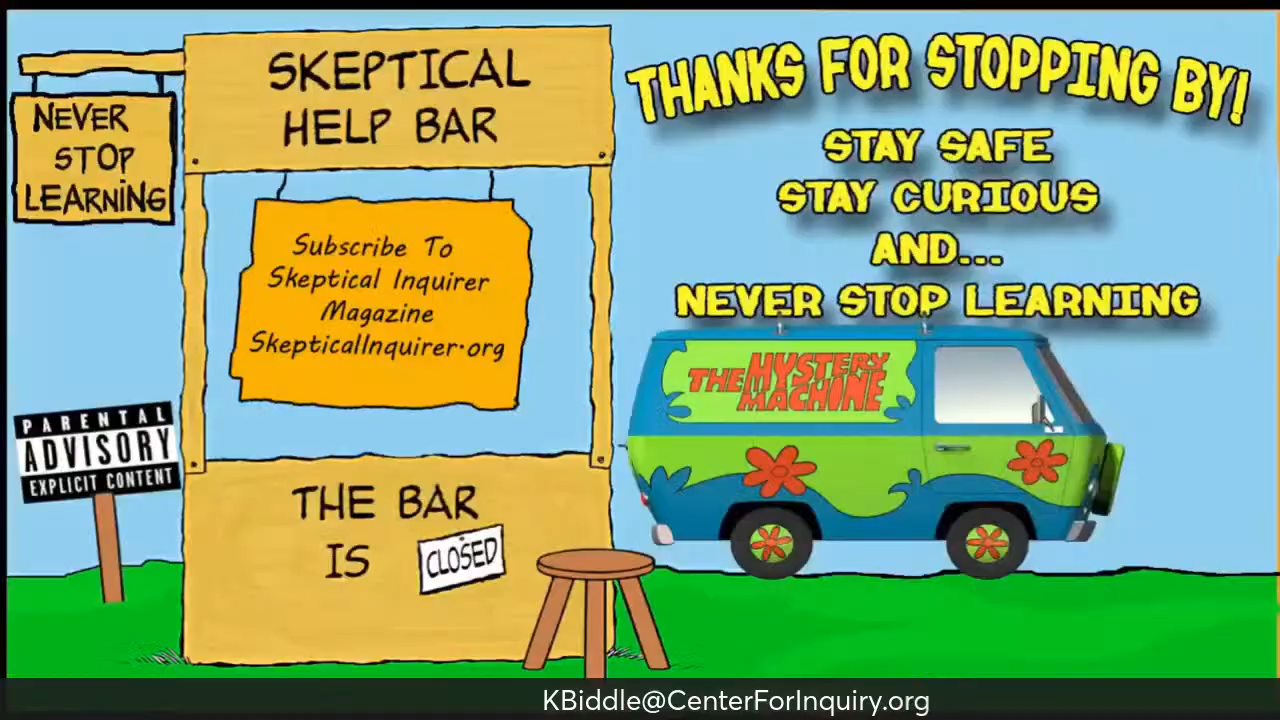 NEVER
STOP
LEARNiNG
SKEPTICAL
HELP BAR
Subscribe To
Skeptical Inquirer
Magazine
SkepticalInquirer.org
PARENTAL
ADVISORY
EXPLICIT CONTENT
THE BAR
IS CLOSED
THANKS FOR STOPPING BY!
STAY SAFE
STAY CURIOUS
AND...
NEVER STOP LEARNING
THE MYSTERY
MACHINE
KBiddle@CenterForInquiry.org